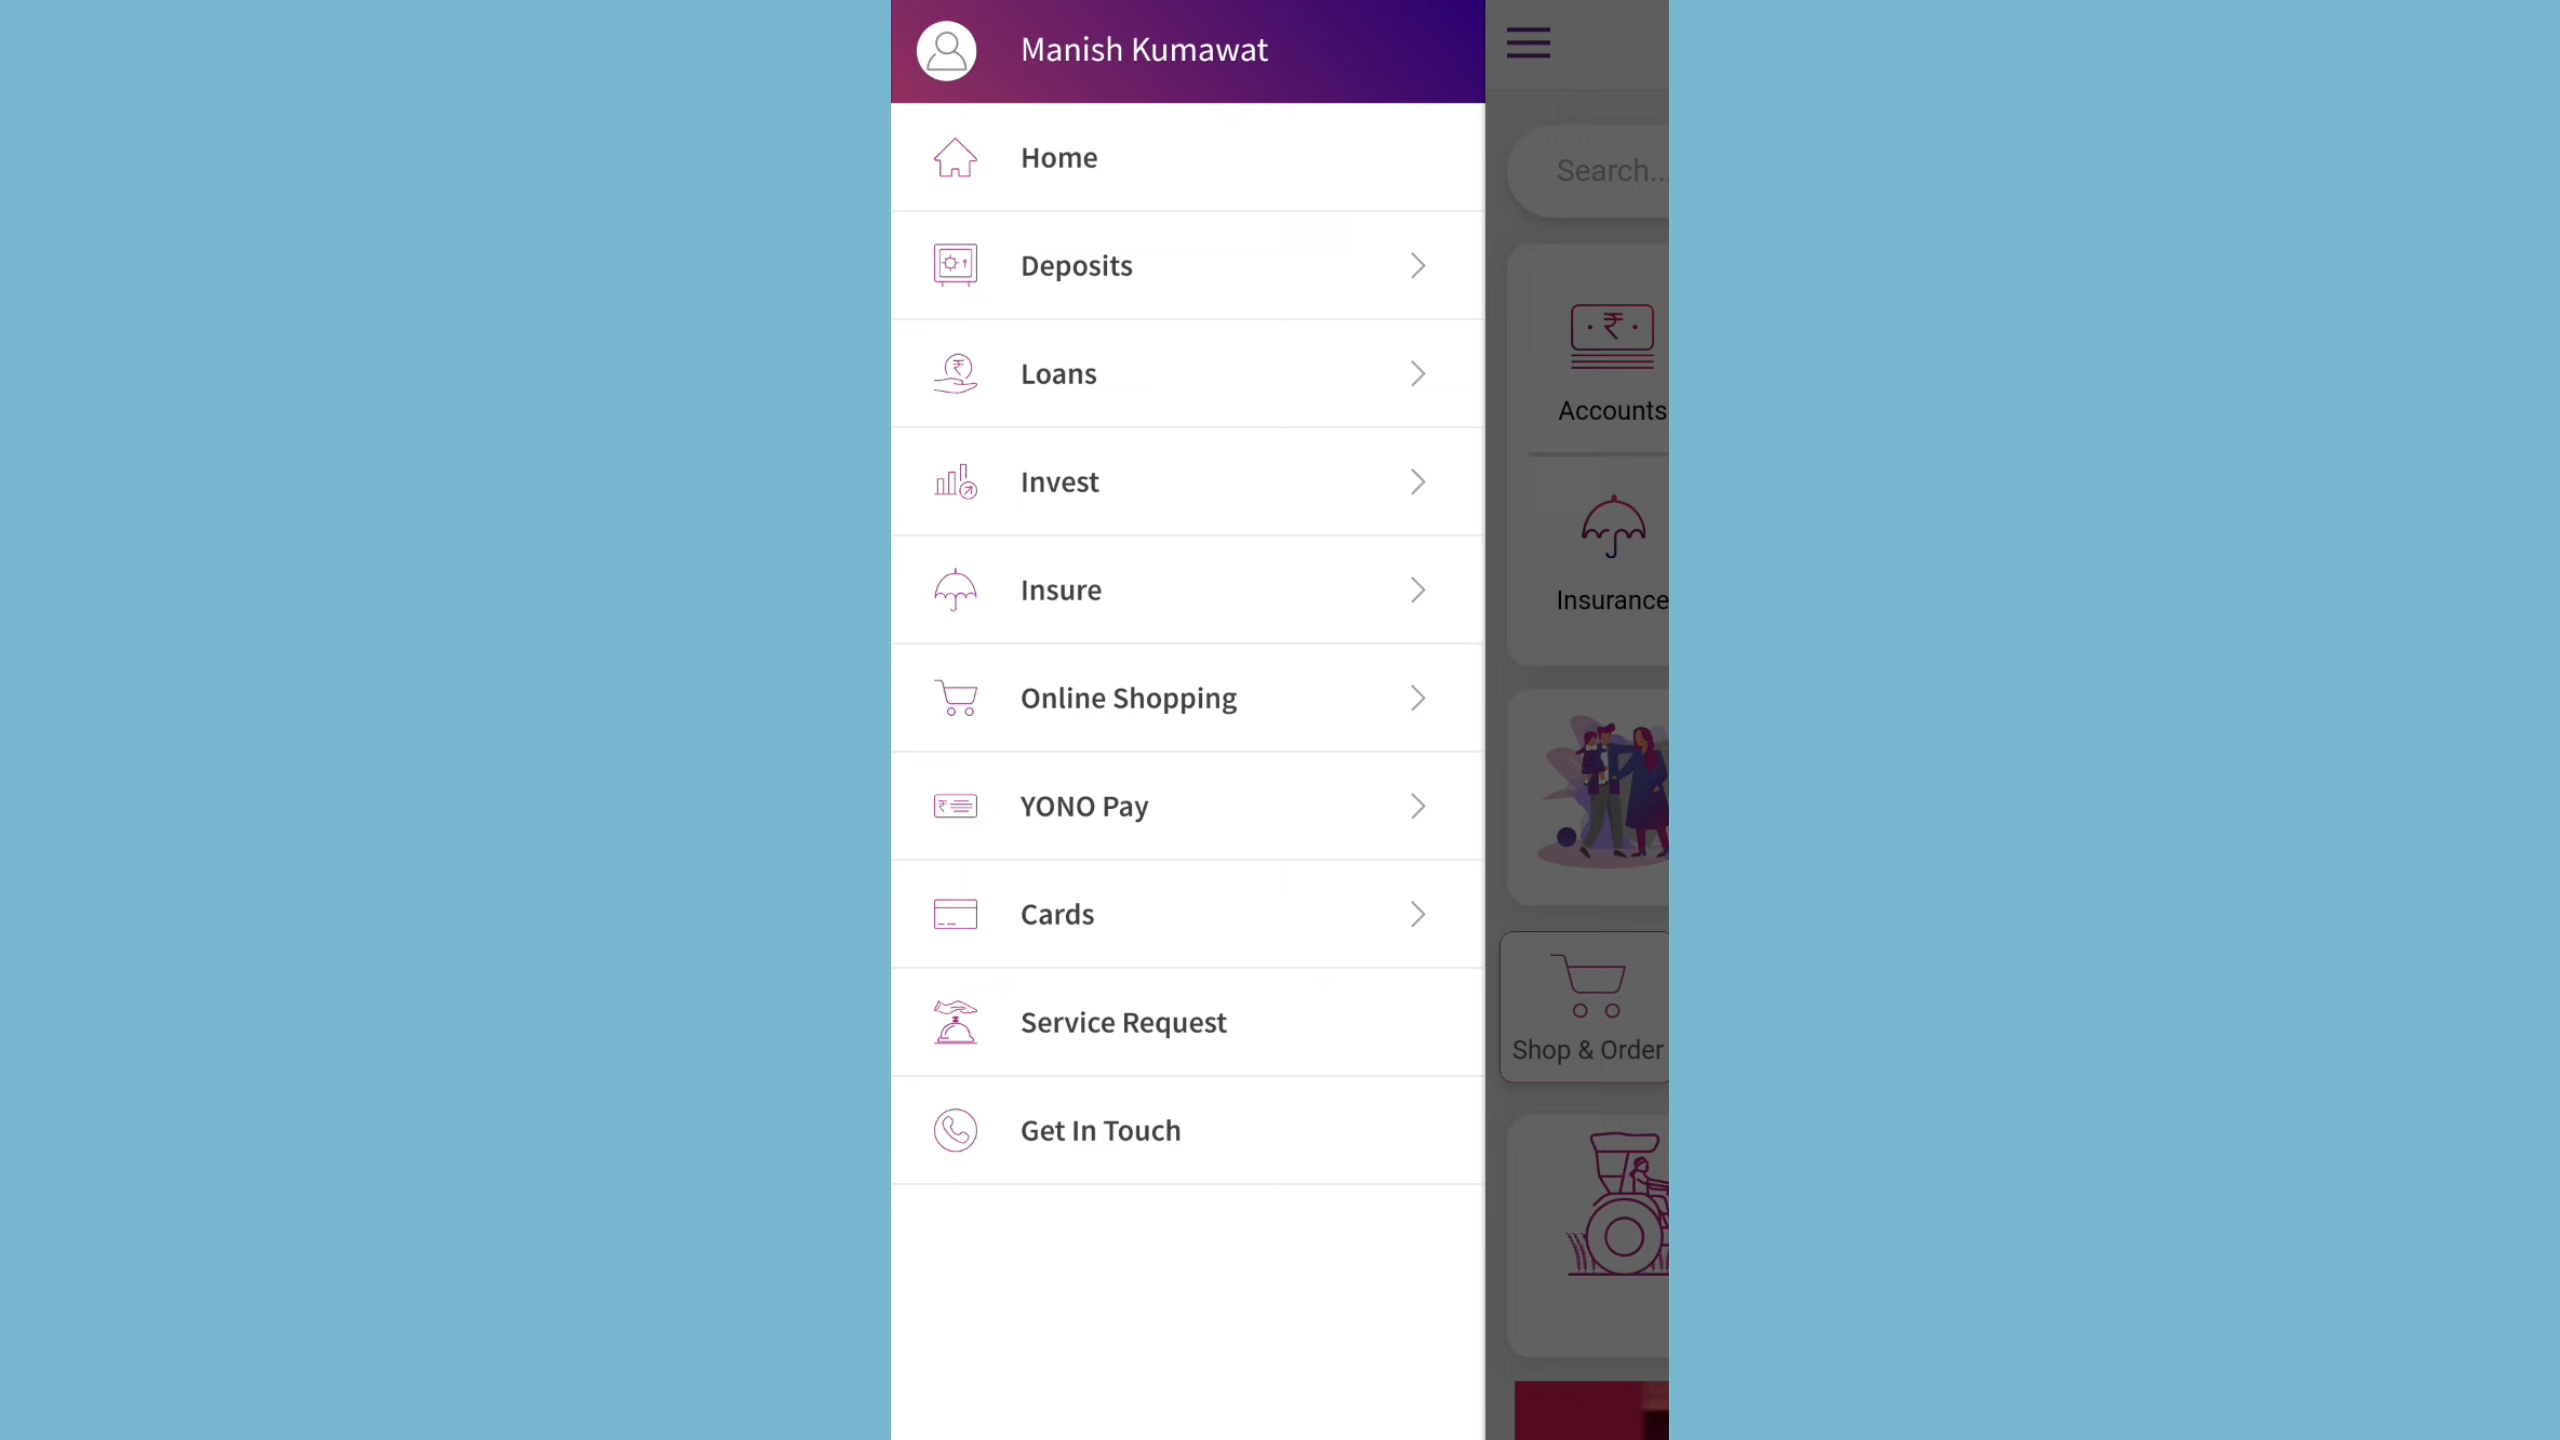 Manish Kumawat
Home
Deposits
Loans
Invest
Insure
Online Shopping
YONO Pay
Cards
Service Request
Get In Touch
Search...
Accounts
Insurance
Shop & Order